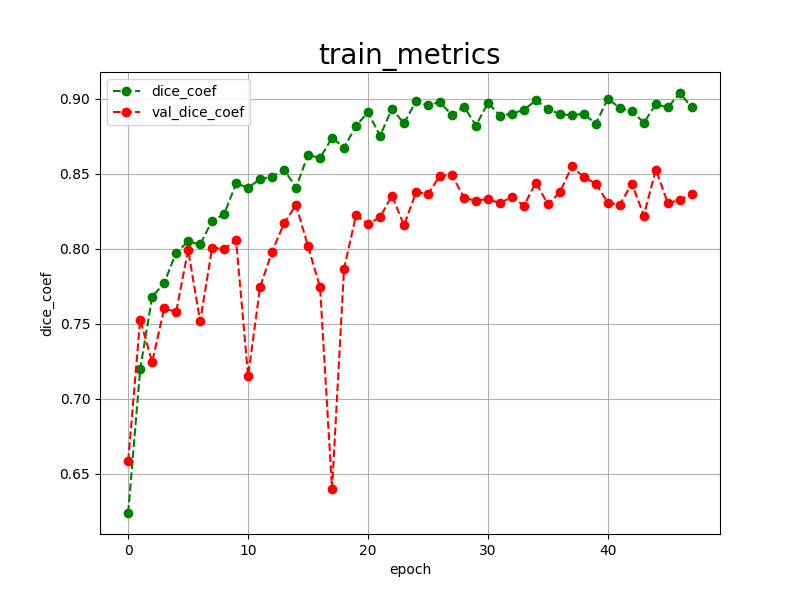 train_metrics
dice_coef
val_dice_coef
0.90
0.85
0.80
0.75
0.70
0.65
dice_coef
0 10 20 30 40
epoch